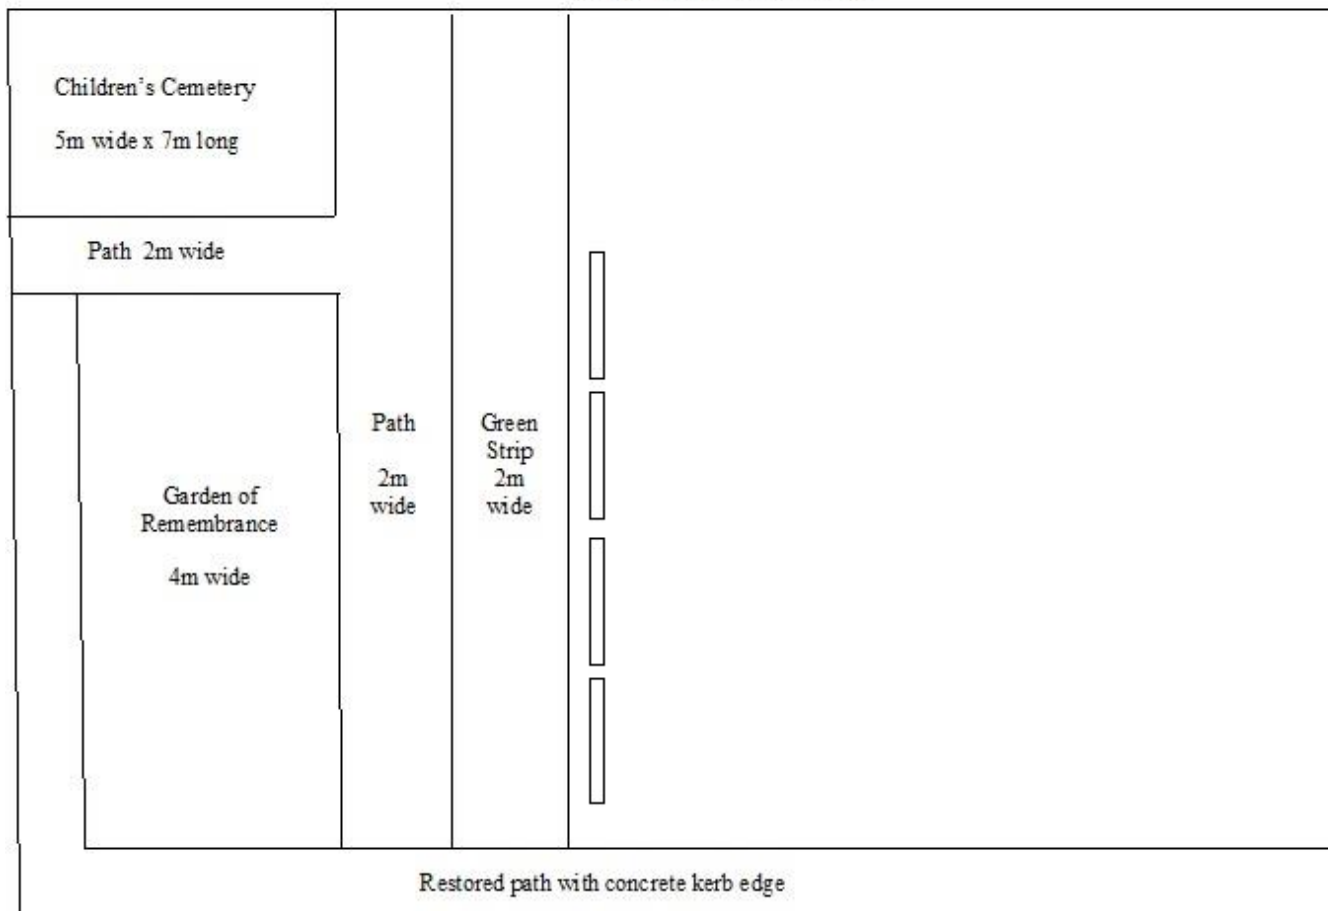 Children's Cemetery
5m wide x 7m long
Path 2m wide
Path
2m
wide
Green
Strip
2m
wide
Garden of
Remembrance
4m wide
Restored path with concrete kerb edge